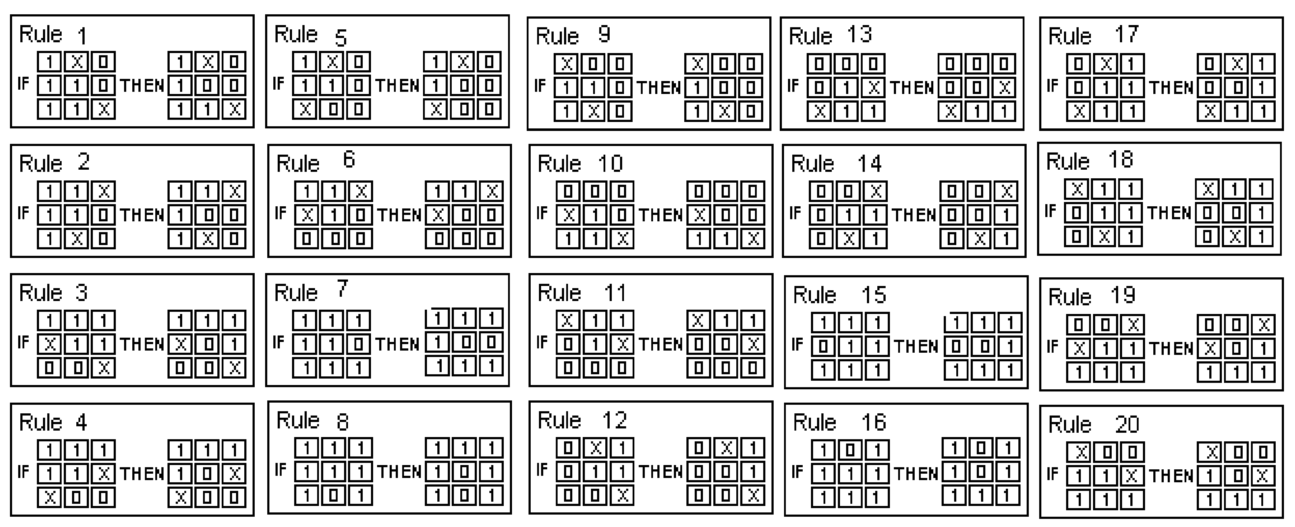 Rule 1
1 X 0 1 X 0
IF 1 1 0 THEN 1 0 0
1 1 X 1 1 X
Rule 2
1 1 X 1 1 X
IF 1 1 0 THEN 1 0 0
1 X 0 1 X 0
Rule 3
1 1 1 1 1 1
IF X 1 1 THEN X 0 1
0 0 X 0 0 X
Rule 4
1 1 1 1 1 1
IF 1 1 X THEN 1 0 X
X 0 0 X 0 0
Rule 5
1 X 0 1 X 0
IF 1 1 0 THEN 1 0 0
X 0 0 X 0 0
Rule 6
1 1 X 1 1 X
IF X 1 0 THEN X 0 0
0 0 0 0 0 0
Rule 7
1 1 1 1 1 1
IF 1 1 0 THEN 1 0 0
1 1 1 1 1 1
Rule 8
1 1 1 1 1 1
IF 1 1 1 THEN 1 0 1
1 0 1 1 0 1
Rule 9
X 0 0 X 0 0
IF 1 1 0 THEN 1 0 0
1 X 0 1 X 0
Rule 10
0 0 0 0 0 0
IF X 1 0 THEN X 0 0
1 1 X 1 1 X
Rule 11
X 1 1 X 1 1
IF 0 1 X THEN 0 0 X
0 0 0 0 0 0
Rule 12
0 X 1 0 X 1
IF 0 1 1 THEN 0 0 1
0 0 X 0 0 X
Rule 13
0 0 0 0 0 0
IF 0 1 X THEN 0 0 X
X 1 1 X 1 1
Rule 14
0 0 X 0 0 X
IF 0 1 1 THEN 0 0 1
0 X 1 0 X 1
Rule 15
1 1 1 1 1 1
IF 0 1 1 THEN 0 0 1
1 1 1 1 1 1
Rule 16
1 0 1 1 0 1
IF 1 1 1 THEN 1 0 1
1 1 1 1 1 1
Rule 17
0 X 1 0 X 1
IF 0 1 1 THEN 0 0 1
X 1 1 X 1 1
Rule 18
X 1 1 X 1 1
IF 0 1 1 THEN 0 0 1
0 X 1 0 X 1
Rule 19
0 0 X 0 0 X
IF X 1 1 THEN X 0 1
1 1 1 1 1 1
Rule 20
X 0 0 X 0 0
IF 1 1 X THEN 1 0 X
1 1 1 1 1 1